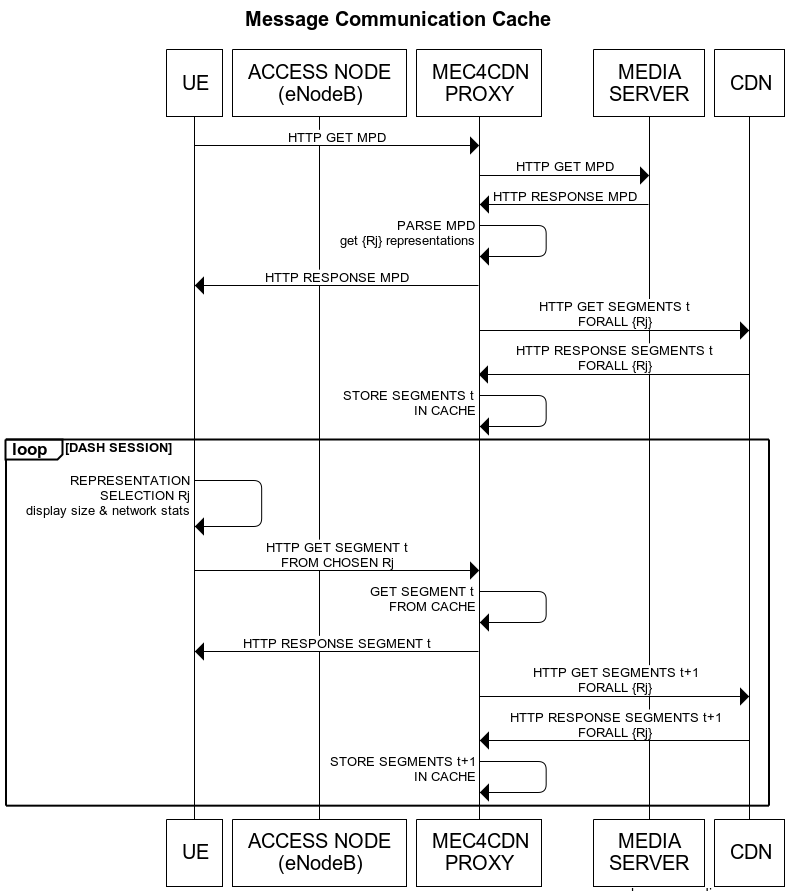 Message Communication Cache
UE
ACCESS NODE
(eNodeB)
MEC4CDN
PROXY
MEDIA
SERVER
CDN
HTTP GET MPD
HTTP GET MPD
HTTP RESPONSE MPD
PARSE MPD
get {Rj} representations
HTTP RESPONSE MPD
HTTP GET SEGMENTS t
FORALL {Rj}
HTTP RESPONSE SEGMENTS t
FORALL {Rj}
STORE SEGMENTS t
IN CACHE
loop [DASH SESSION]
REPRESENTATION
SELECTION Rj
display size & network stats
HTTP GET SEGMENT t
FROM CHOSEN Rj
GET SEGMENT t
FROM CACHE
HTTP RESPONSE SEGMENT t
HTTP GET SEGMENTS t+1
FORALL {Rj}
HTTP RESPONSE SEGMENTS t+1
FORALL {Rj}
STORE SEGMENTS t+1
IN CACHE
UE
ACCESS NODE
(eNodeB)
MEC4CDN
PROXY
MEDIA
SERVER
CDN